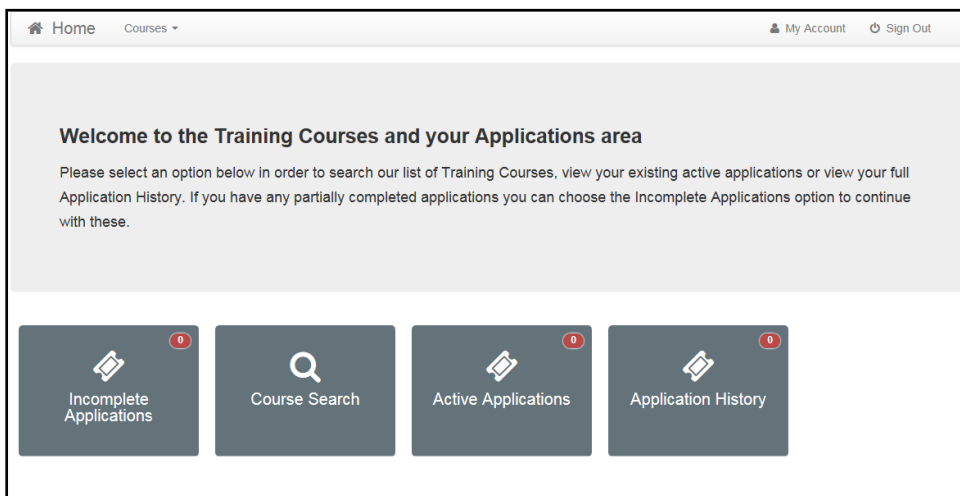 Home Courses My Account Sign Out
Welcome to the Training Courses and your Applications area
Please select an option below in order to search our list of Training Courses, view your existing active applications or view your full
Application History. If you have any partially completed applications you can choose the Incomplete Applications option to continue
with these.
0
Incomplete
Applications
Course Search
0
Active Applications
0
Application History